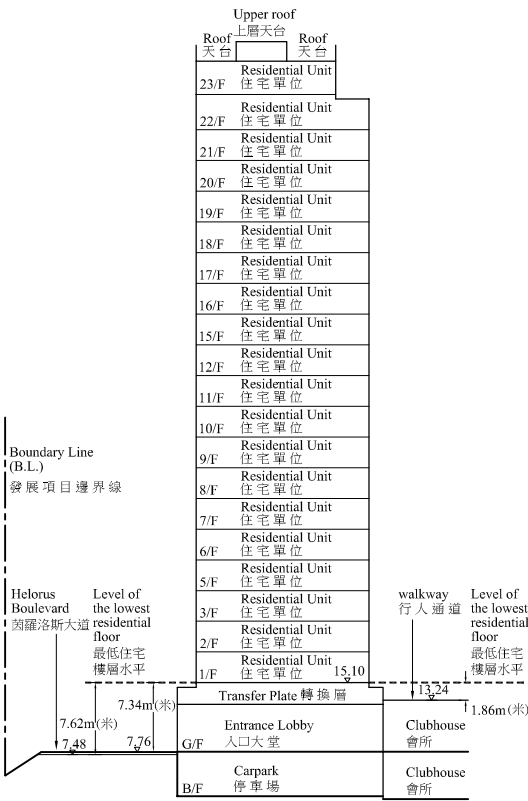 Upper roof
上層天台
Roof
天台
Roof
天台
Residential Unit
23/F 住宅單位
Residential Unit
22/F 住宅單位
Residential Unit
21/F 住宅單位
Residential Unit
20/F 住宅單位
Residential Unit
19/F 住宅單位
Residential Unit
18/F 住宅單位
Residential Unit
17/F 住宅單位
Residential Unit
16/F 住宅單位
Residential Unit
15/F 住宅單位
Residential Unit
12/F 住宅單位
Residential Unit
11/F 住宅單位
Residential Unit
10/F 住宅單位
Residential Unit
9/F 住宅單位
Residential Unit
8/F 住宅單位
Residential Unit
7/F 住宅單位
Residential Unit
6/F 住宅單位
Residential Unit
5/F 住宅單位
Residential Unit
3/F 住宅單位
Residential Unit
2/F 住宅單位
Residential Unit
1/F 住宅單位
15.10
Boundary Line
(B.L.)
發展項目邊界線
Helorus
Boulevard
茵羅洛斯大道
Level of
the lowest
residential
floor
最低住宅
樓層水平
walkway
行人通道
Level of
the lowest
residential
floor
最低住宅
樓層水平
Transfer Plate 轉換層
13.24
1.86m(米)
7.34m(米)
7.62m(米)
7.48
7.76
Entrance Lobby
G/F 入口大堂
Clubhouse
會所
Carpark
B/F 停車場
Clubhouse
會所